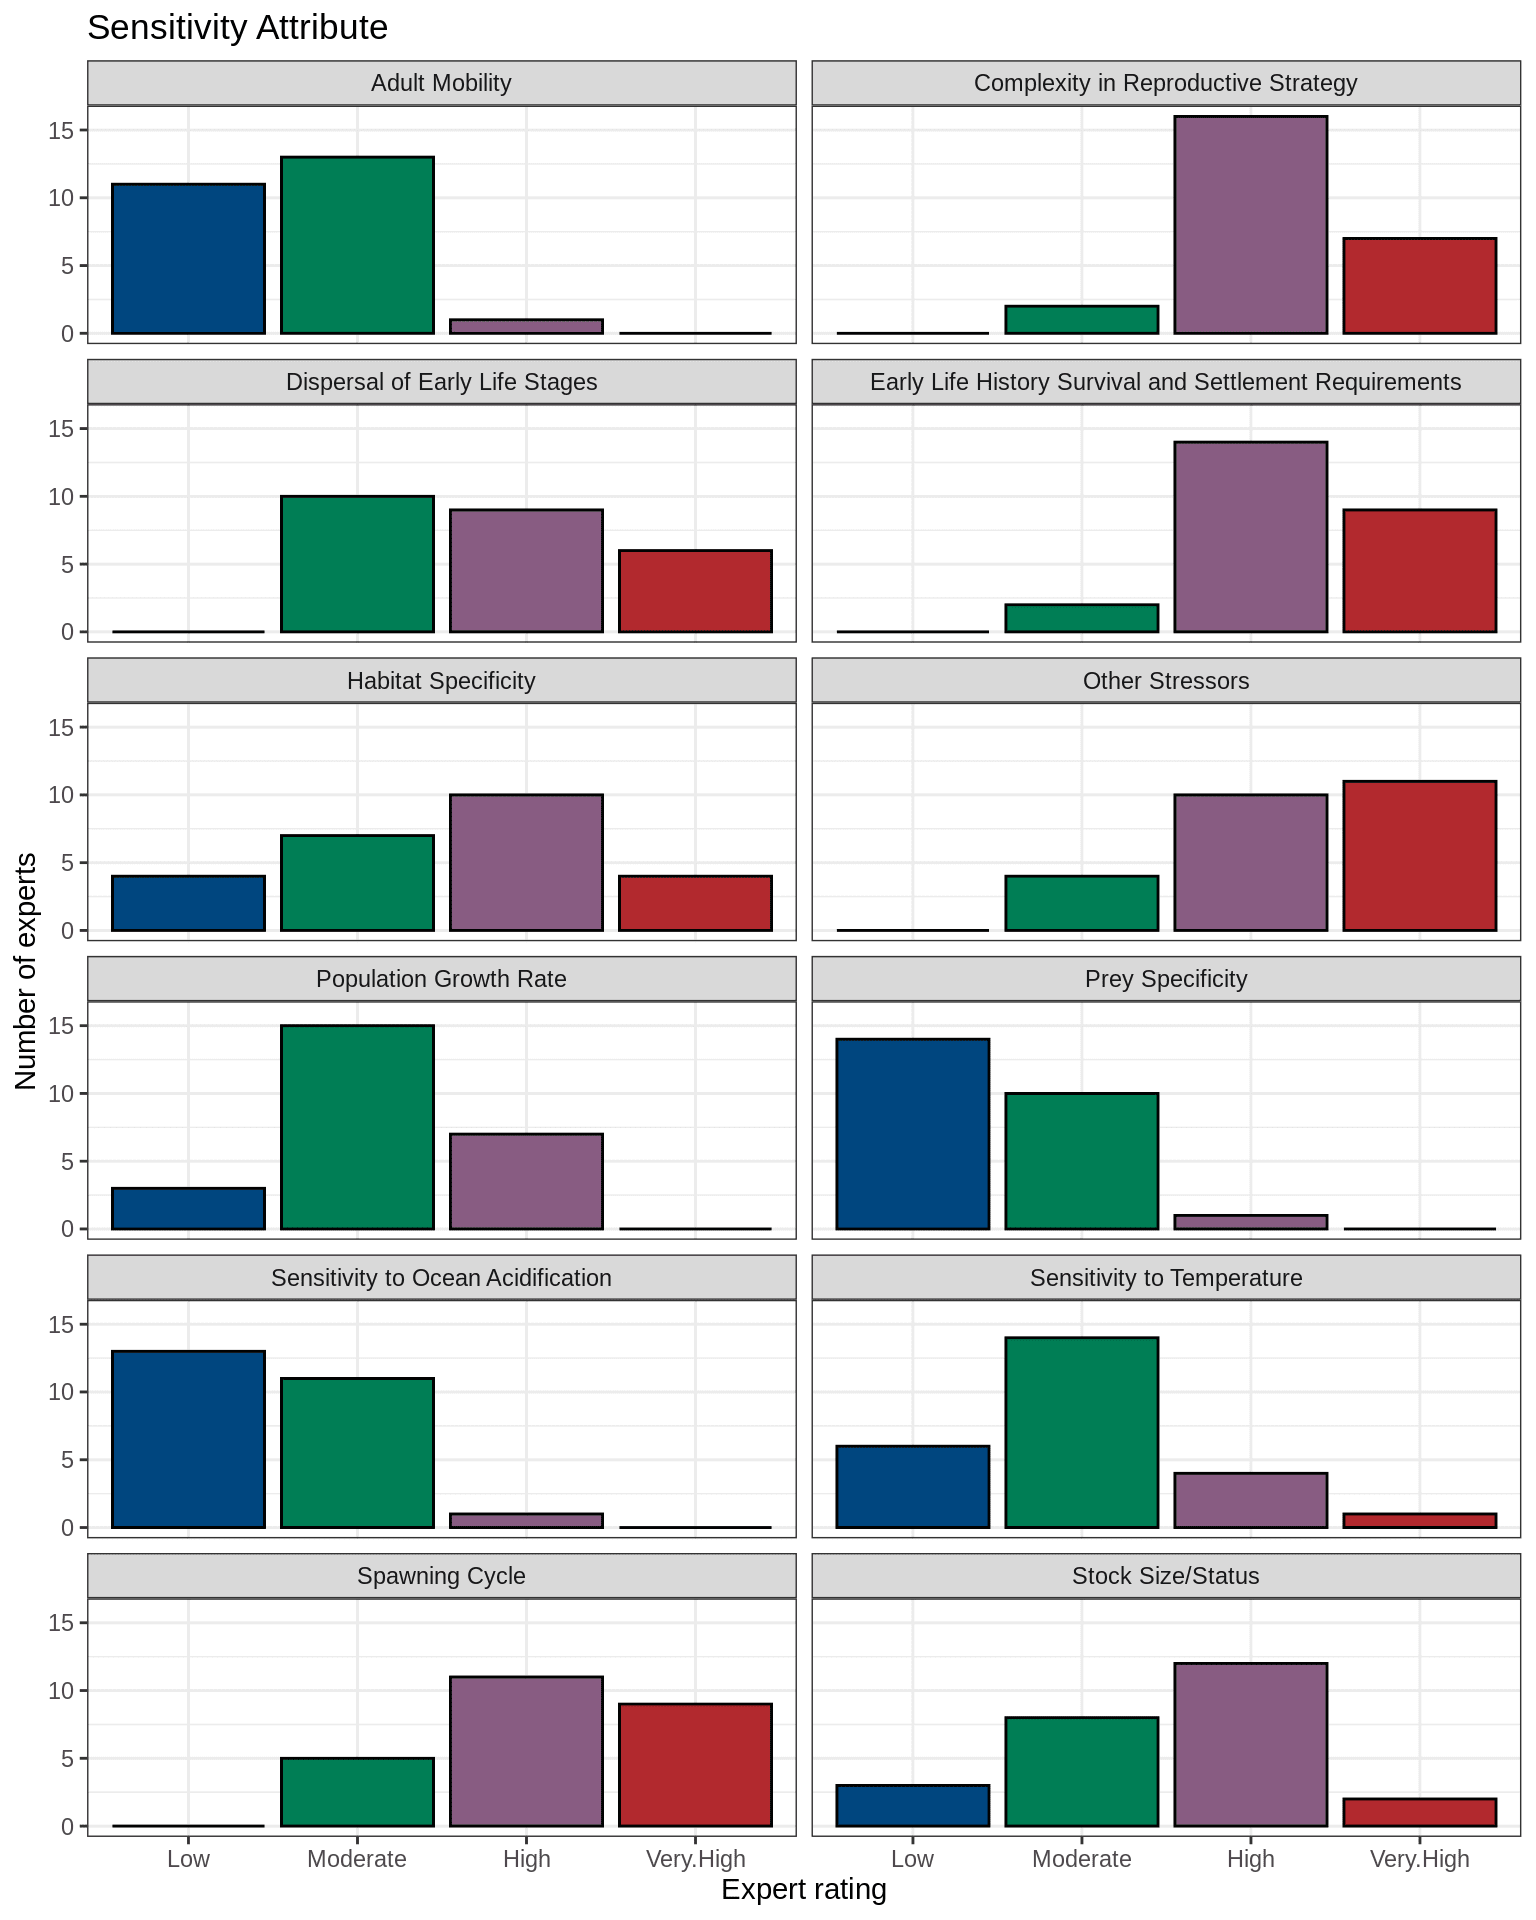 Sensitivity Attribute
Adult Mobility
Complexity in Reproductive Strategy
15
10
5
0
Dispersal of Early Life Stages
Early Life History Survival and Settlement Requirements
15
10
5
0
Habitat Specificity
Other Stressors
15
10
5
0
Number of experts
Population Growth Rate
Prey Specificity
15
10
5
0
Sensitivity to Ocean Acidification
Sensitivity to Temperature
15
10
5
0
Spawning Cycle
Stock Size/Status
15
10
5
0
Low Moderate High Very.High
Low Moderate High Very.High
Expert rating